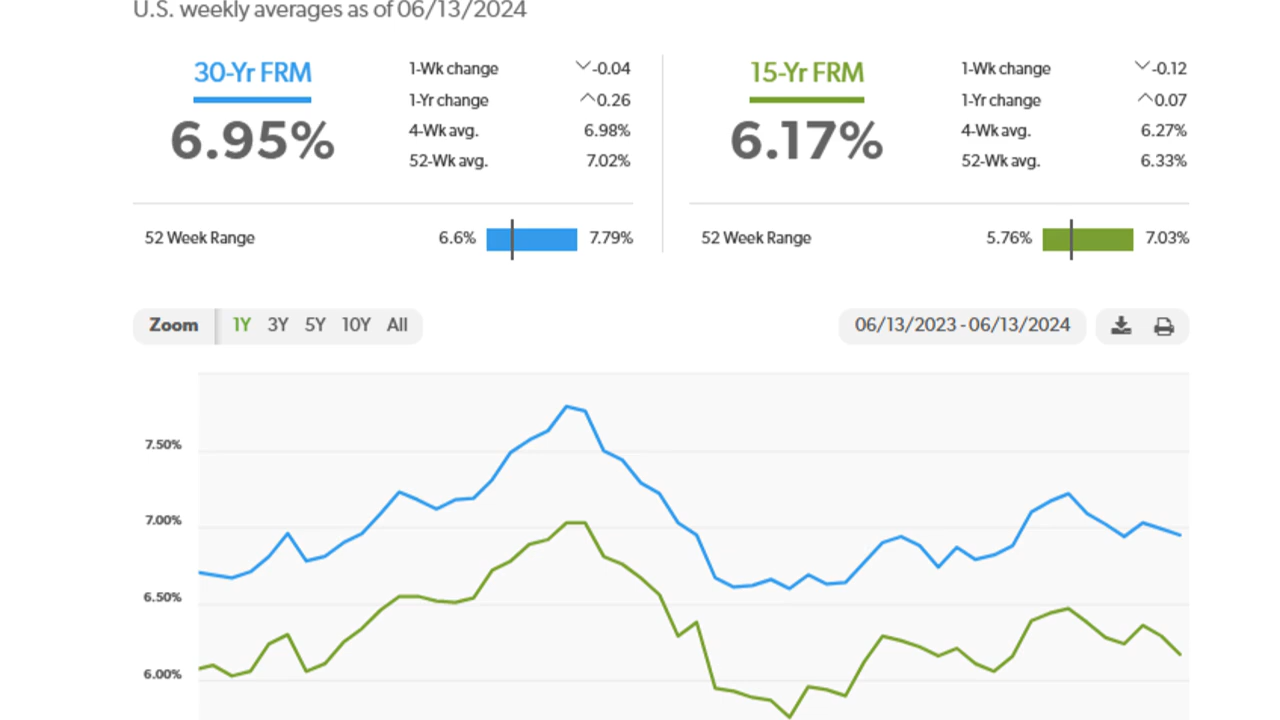 U.S. weekly averages as of 06/13/2024
30-Yr FRM
6.95%
1-Wk change -0.04
1-Yr change 0.26
4-Wk avg. 6.98%
52-Wk avg. 7.02%
52 Week Range 6.6% 7.79%
15-Yr FRM
6.17%
1-Wk change -0.12
1-Yr change 0.07
4-Wk avg. 6.27%
52-Wk avg. 6.33%
52 Week Range 5.76% 7.03%
Zoom 1Y 3Y 5Y 10Y All
06/13/2023 - 06/13/2024
7.50%
7.00%
6.50%
6.00%